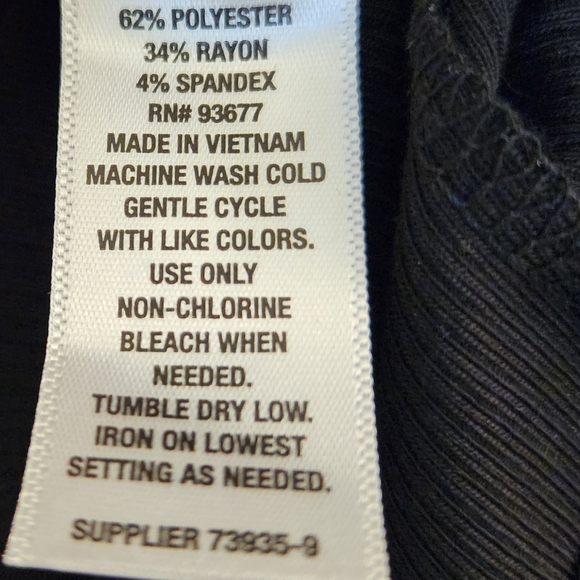 62% POLYESTER
34% RAYON
4% SPANDEX
RN# 93677
MADE IN VIETNAM
MACHINE WASH COLD
GENTLE CYCLE
WITH LIKE COLORS.
USE ONLY
NON-CHLORINE
BLEACH WHEN
NEEDED.
TUMBLE DRY LOW.
IRON ON LOWEST
SETTING AS NEEDED.
SUPPLIER 73935-9